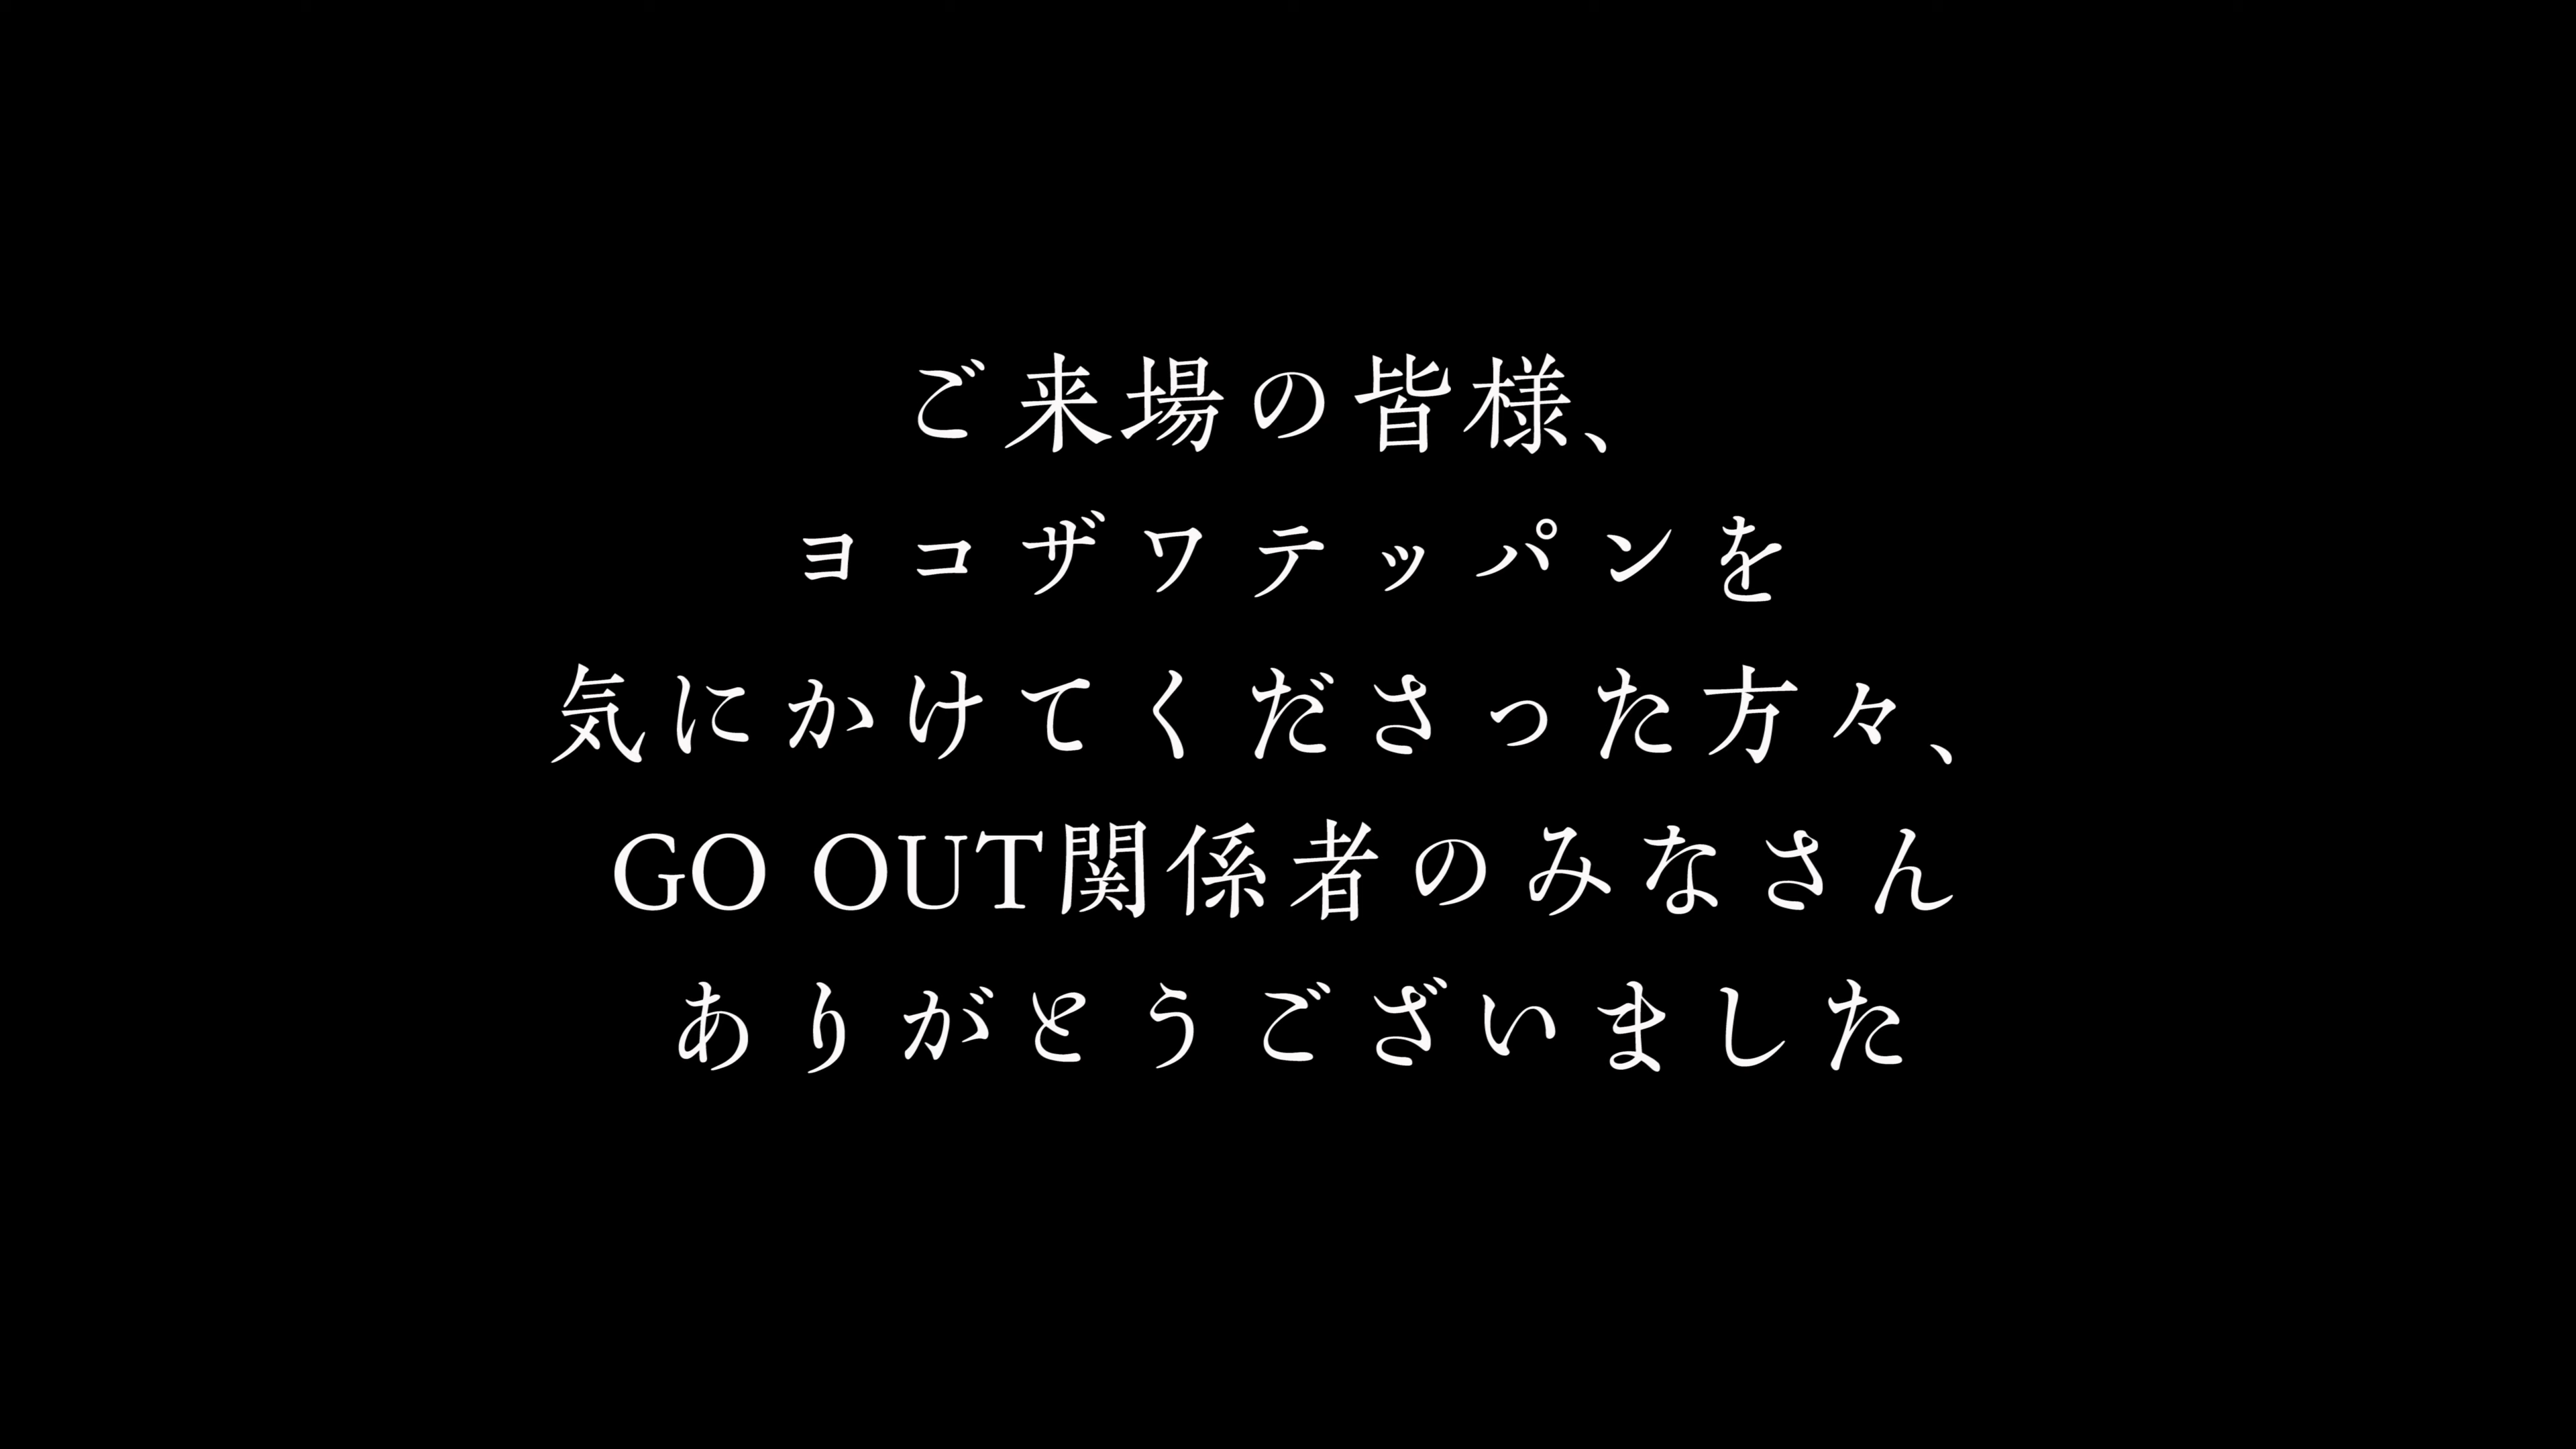 ご来場の皆様、
ヨコザワテッパンを
気にかけてくださった方々、
GO OUT関係者のみなさん
ありがとうございました